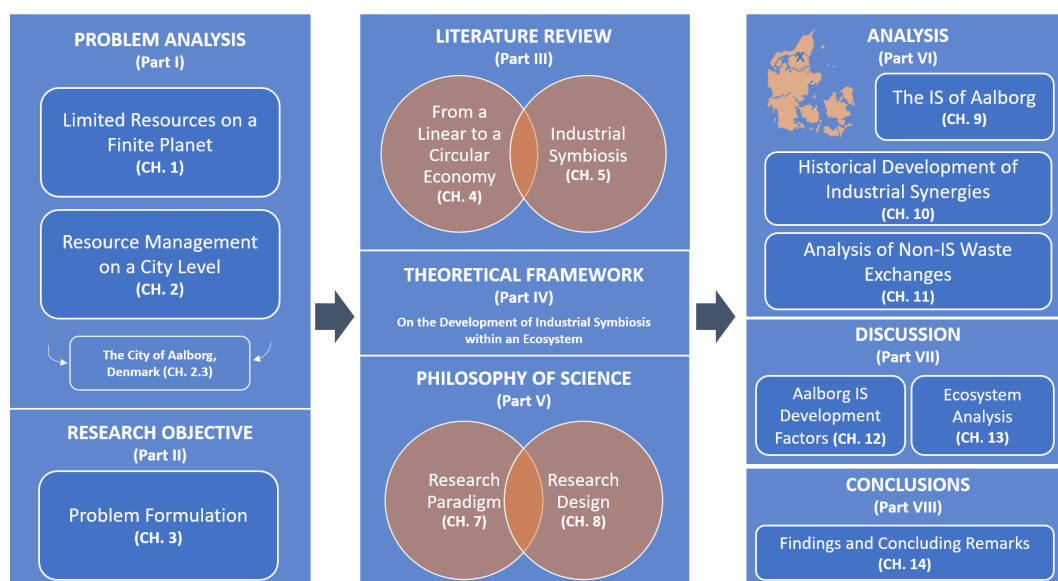 PROBLEM ANALYSIS
(Part I)
Limited Resources on a
Finite Planet
(CH. 1)
Resource Management
on a City Level
(CH. 2)
The City of Aalborg,
Denmark (CH. 2.3)
RESEARCH OBJECTIVE
(Part II)
Problem Formulation
(CH. 3)
LITERATURE REVIEW
(Part III)
From a
Linear to a
Circular
Economy
(CH. 4)
Industrial
Symbiosis
(CH. 5)
THEORETICAL FRAMEWORK
(Part IV)
On the Development of Industrial Symbiosis
within an Ecosystem
PHILOSOPHY OF SCIENCE
(Part V)
Research
Paradigm
(CH. 7)
Research
Design
(CH. 8)
ANALYSIS
(Part VI)
X
The IS of Aalborg
(CH. 9)
Historical Development of
Industrial Synergies
(CH. 10)
Analysis of Non-IS Waste
Exchanges
(CH. 11)
DISCUSSION
(Part VII)
Aalborg IS
Development
Factors (CH. 12)
Ecosystem
Analysis
(CH. 13)
CONCLUSIONS
(Part VIII)
Findings and Concluding Remarks
(CH. 14)